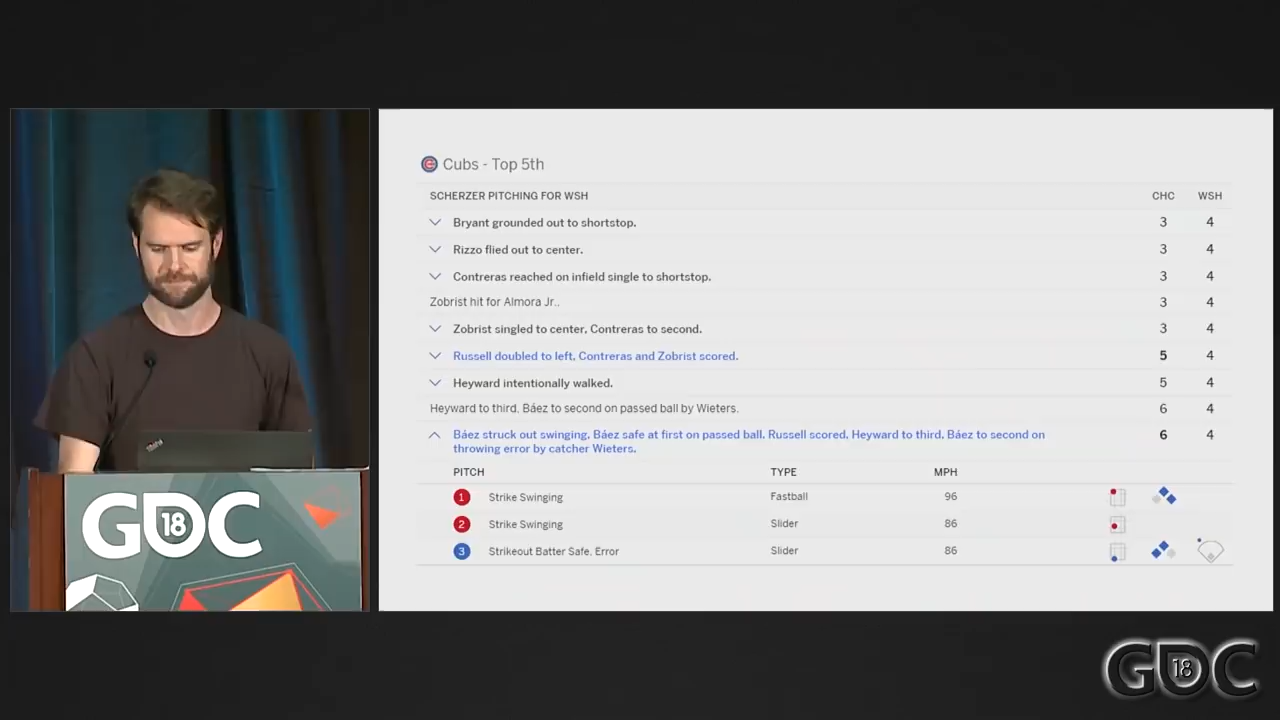 Cubs - Top 5th
SCHERZER PITCHING FOR WSH CHC WSH
Bryant grounded out to shortstop. 3 4
Rizzo flied out to center. 3 4
Contreras reached on infield single to shortstop. 3 4
Zobrist hit for Almora Jr.. 3 4
Zobrist singled to center, Contreras to second. 3 4
Russell doubled to left, Contreras and Zobrist scored. 5 4
Heyward intentionally walked. 5 4
Heyward to third, Báez to second on passed ball by Wieters. 6 4
Báez struck out swinging, Báez safe at first on passed ball, Russell scored, Heyward to third, Báez to second on 6 4
throwing error by catcher Wieters.
PITCH TYPE MPH
1 Strike Swinging Fastball 96
2 Strike Swinging Slider 86
3 Strikeout Batter Safe, Error Slider 86
GDC 18
GDC 18